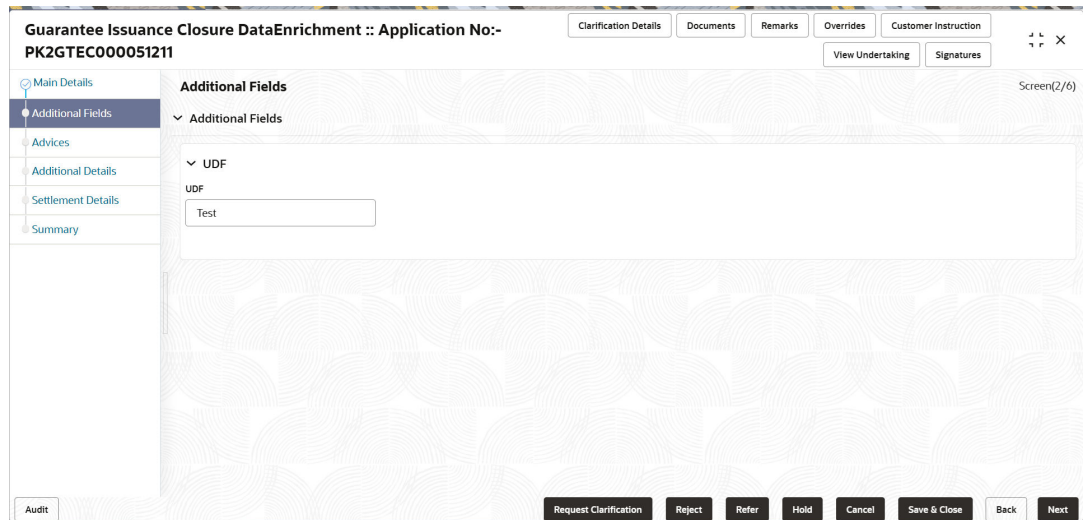 Guarantee Issuance Closure DataEnrichment :: Application No:-
PK2GTEC000051211
Clarification Details
Documents
Remarks
Overrides
Customer Instruction
View Undertaking
Signatures
Main Details
Additional Fields
Advices
Additional Details
Settlement Details
Summary
Additional Fields
Screen(2/6)
Additional Fields
UDF
UDF
Test
Audit
Request Clarification
Reject
Refer
Hold
Cancel
Save & Close
Back
Next